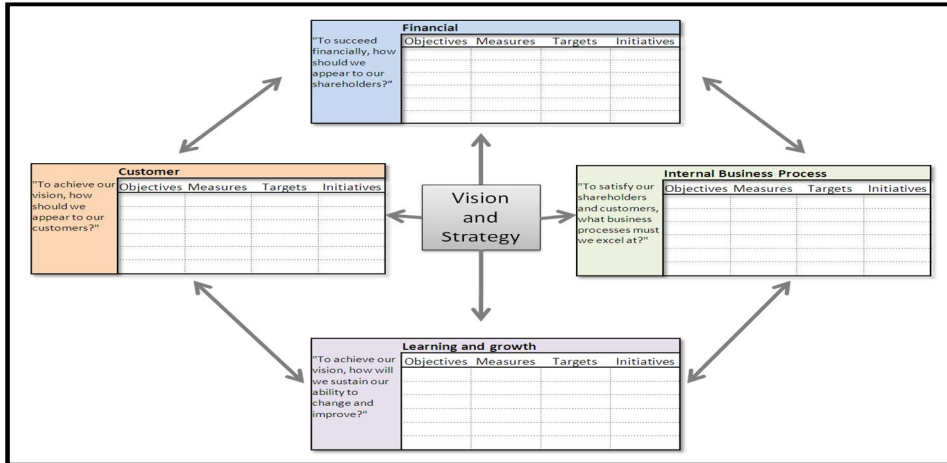 Financial
"To succeed
financially, how
should we
appear to our
shareholders?"
Objectives Measures Targets Initiatives
Customer
"To achieve our
vision, how
should we
appear to our
customers?"
Objectives Measures Targets Initiatives
Vision
and
Strategy
Internal Business Process
"To satisfy our
shareholders
and customers,
what business
processes must
we excel at?"
Objectives Measures Targets Initiatives
Learning and growth
"To achieve our
vision, how will
we sustain our
ability to
change and
improve?"
Objectives Measures Targets Initiatives